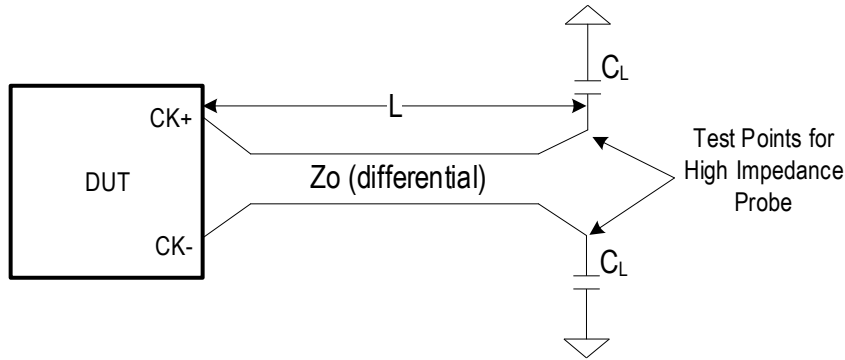 CL
L
CK+
Test Points for
High Impedance
Probe
DUT
Zo (differential)
CK-
CL